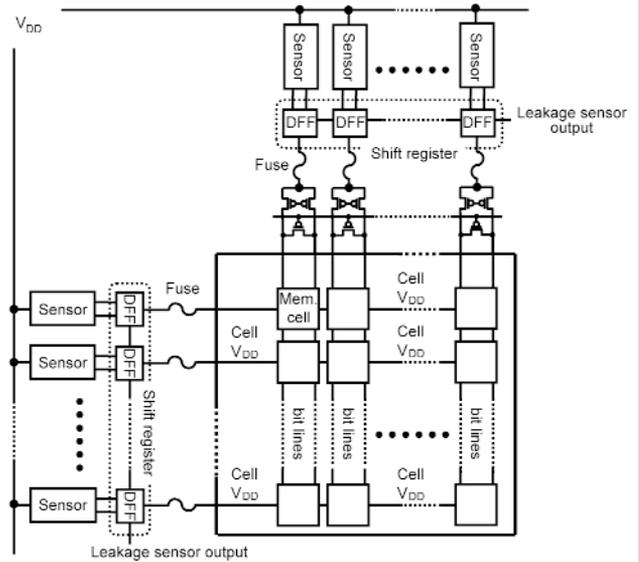 VDD
Sensor
Sensor
Sensor
DFF
DFF
DFF
Leakage sensor
output
Shift register
Fuse
Fuse
Cell
VDD
Mem.
cell
Sensor
DFF
Cell
VDD
Cell
VDD
Sensor
DFF
Shift register
bit lines
bit lines
bit lines
Cell
VDD
Cell
VDD
Sensor
DFF
Leakage sensor output